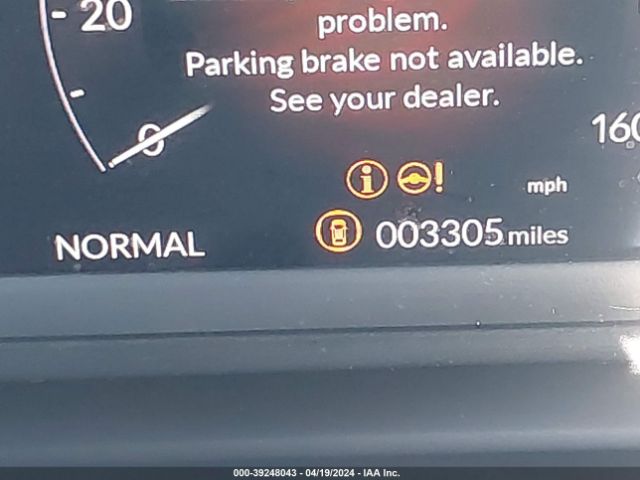 20
problem.
Parking brake not available.
See your dealer.
0
160
mph
NORMAL
003305 miles
000-39248043 - 04/19/2024 - IAA Inc.